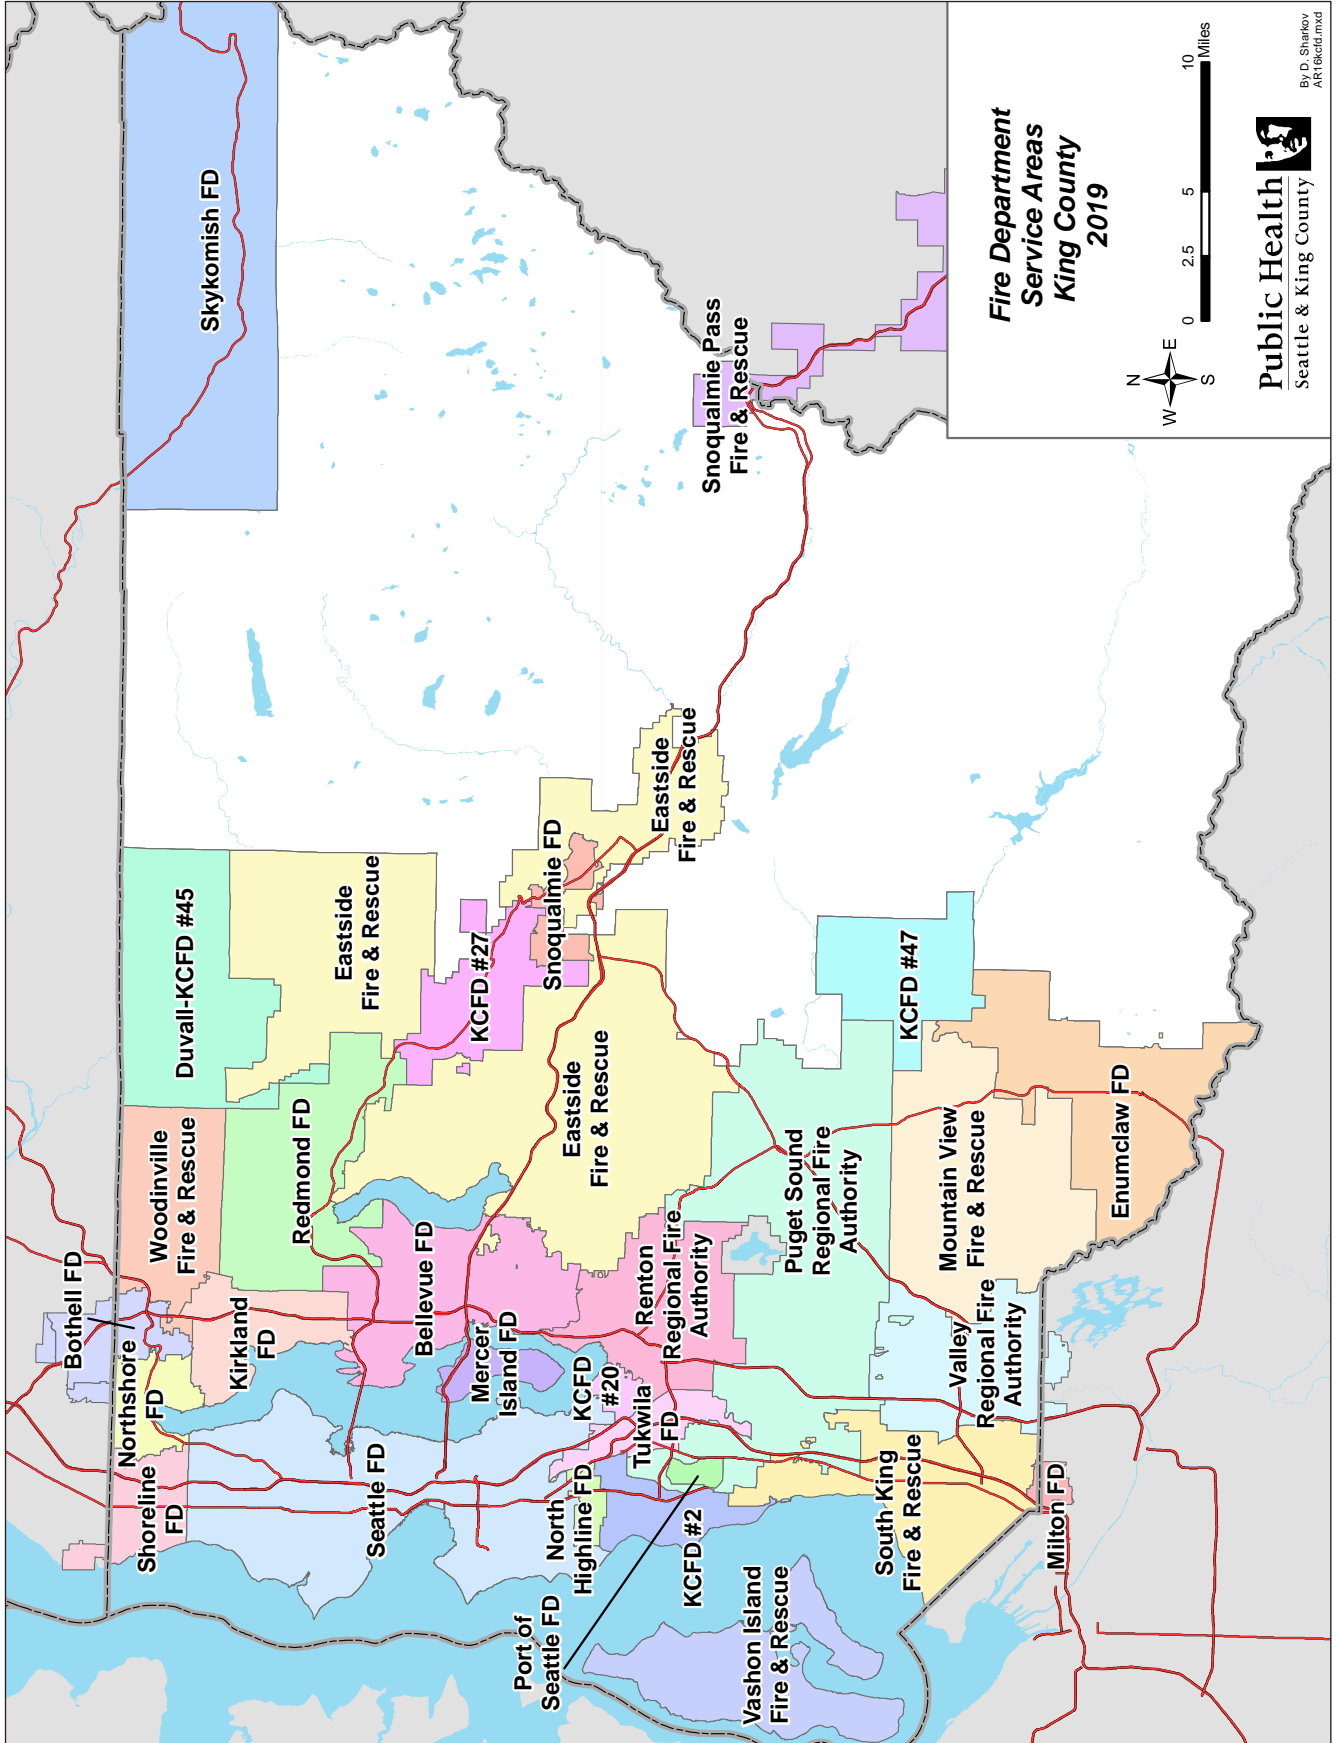 Bothell FD
Northshore
FD
Shoreline
FD
Woodinville
Fire & Rescue
Duvall-KCFD #45
Skykomish FD
Kirkland
FD
Redmond FD
Eastside
Fire & Rescue
Seattle FD
Bellevue FD
Mercer
Island FD
KCFD #27
Snoqualmie FD
Eastside
Fire & Rescue
Eastside
Fire & Rescue
Snoqualmie Pass
Fire & Rescue
North
Highline FD
KCFD
#20
Tukwila
FD
Renton
Regional Fire
Authority
Port of
Seattle FD
KCFD #2
Vashon Island
Fire & Rescue
Puget Sound
Regional Fire
Authority
KCFD #47
South King
Fire & Rescue
Valley
Regional Fire
Authority
Mountain View
Fire & Rescue
Enumclaw FD
Milton FD
Fire Department
Service Areas
King County
2019
N
W E
S
0 2.5 5 10
Miles
Public Health
Seattle & King County
By D. Sharkov
AR16kcfd.mxd